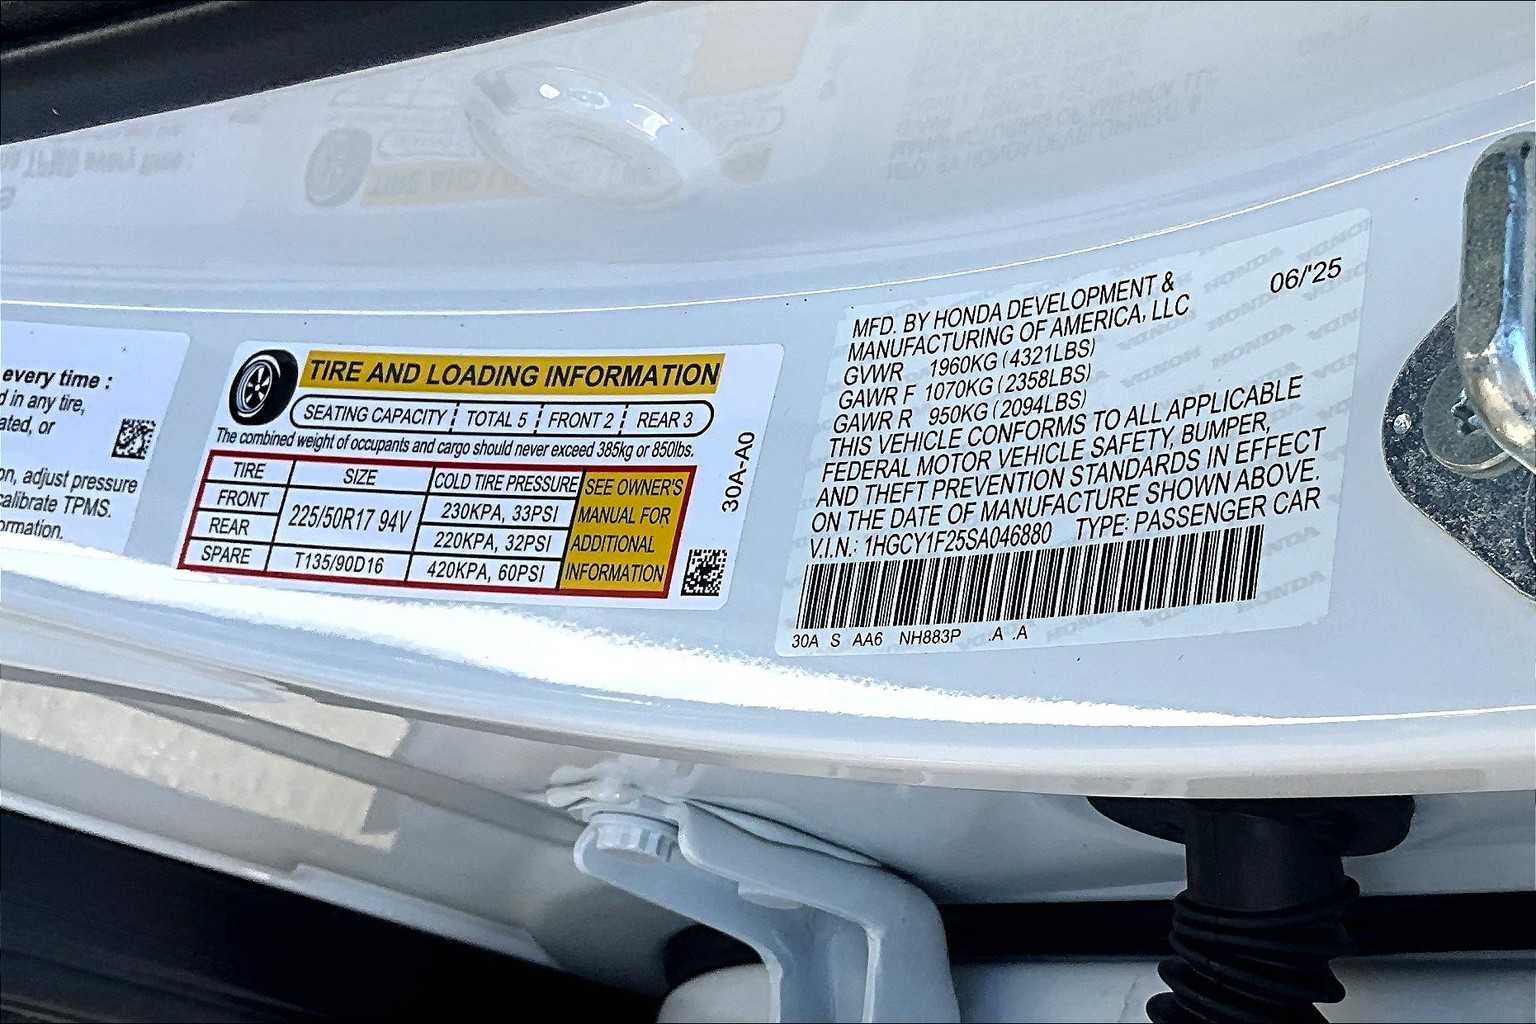 every time :
d in any tire,
ated, or
on, adjust pressure
calibrate TPMS.
ormation.
TIRE AND LOADING INFORMATION
SEATING CAPACITY TOTAL 5 FRONT 2 REAR 3
The combined weight of occupants and cargo should never exceed 385kg or 850lbs.
TIRE SIZE COLD TIRE PRESSURE
FRONT 225/50R17 94V 230KPA, 33PSI
REAR 220KPA, 32PSI
SPARE T135/90D16 420KPA, 60PSI
SEE OWNER'S
MANUAL FOR
ADDITIONAL
INFORMATION
30A-A0
06/'25
MFD. BY HONDA DEVELOPMENT &
MANUFACTURING OF AMERICA, LLC
GVWR 1960KG (4321LBS)
GAWR F 1070KG (2358LBS)
GAWR R 950KG (2094LBS)
THIS VEHICLE CONFORMS TO ALL APPLICABLE
FEDERAL MOTOR VEHICLE SAFETY, BUMPER,
AND THEFT PREVENTION STANDARDS IN EFFECT
ON THE DATE OF MANUFACTURE SHOWN ABOVE.
V.I.N.: 1HGCY1F25SA046880 TYPE: PASSENGER CAR
30A S AA6 NH883P .A .A